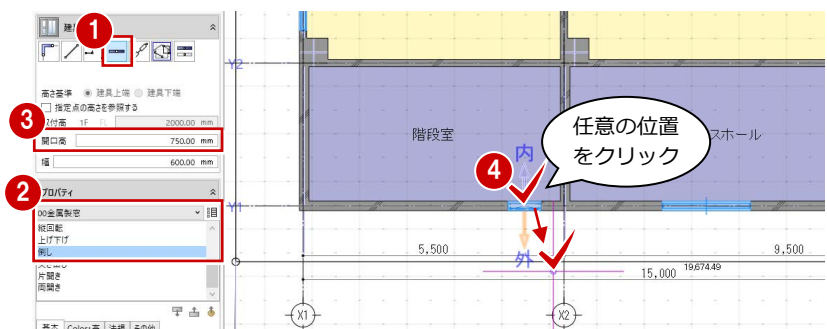 建
1
高さ基準 建具上端 建具下端
指定点の高さを参照する
付高 1F FL 2000.00 mm
3
開口高 750.00 mm
幅 600.00 mm
2
プロパティ
00金属製窓
縦回転
上げ下げ
倒し
片開き
両開き
基本 Color:高 法規 その他
Y2
Y1
階段室
スホール
任意の位置
をクリック
4
内
外
5,500
9,500
15,000
19,674.49
X1
X2